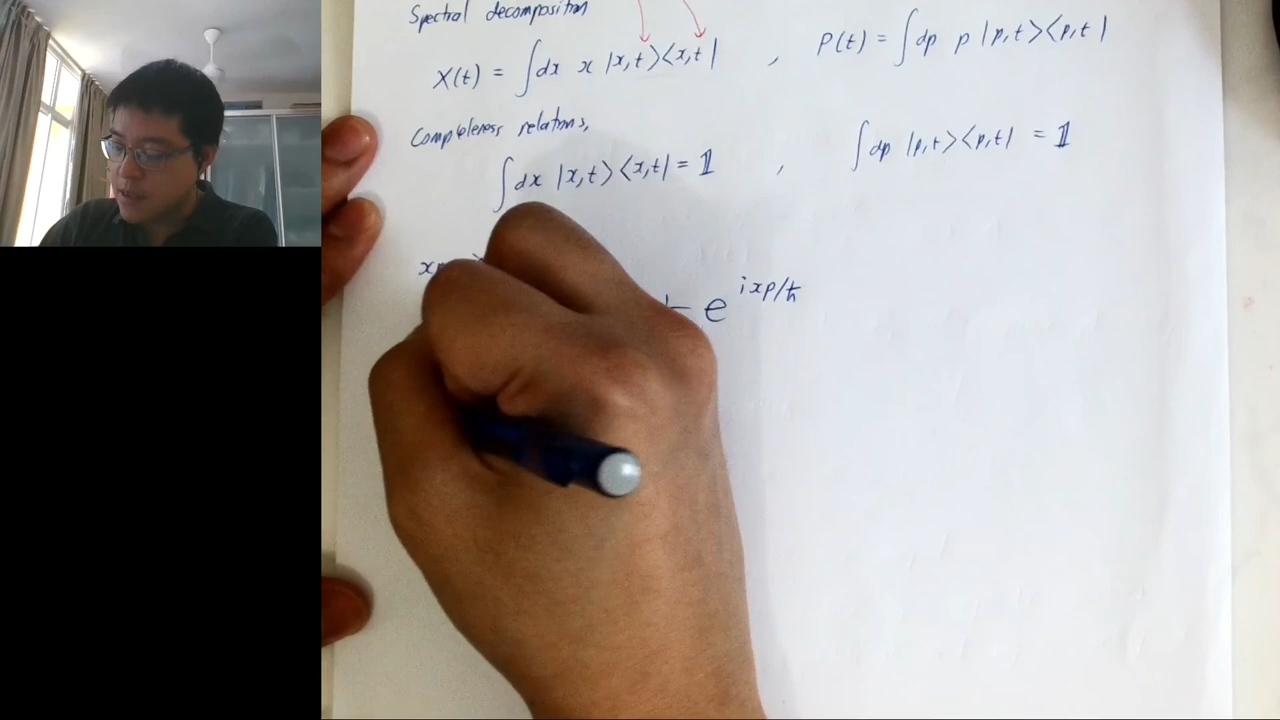 Spectral decomposition
X(t) = ∫dx x |x,t><x,t| , P(t) = ∫dp p |p,t><p,t|
Completeness relations,
∫dx |x,t><x,t| = 𝟙 , ∫dp |p,t><p,t| = 𝟙
e^{ixp/ħ}